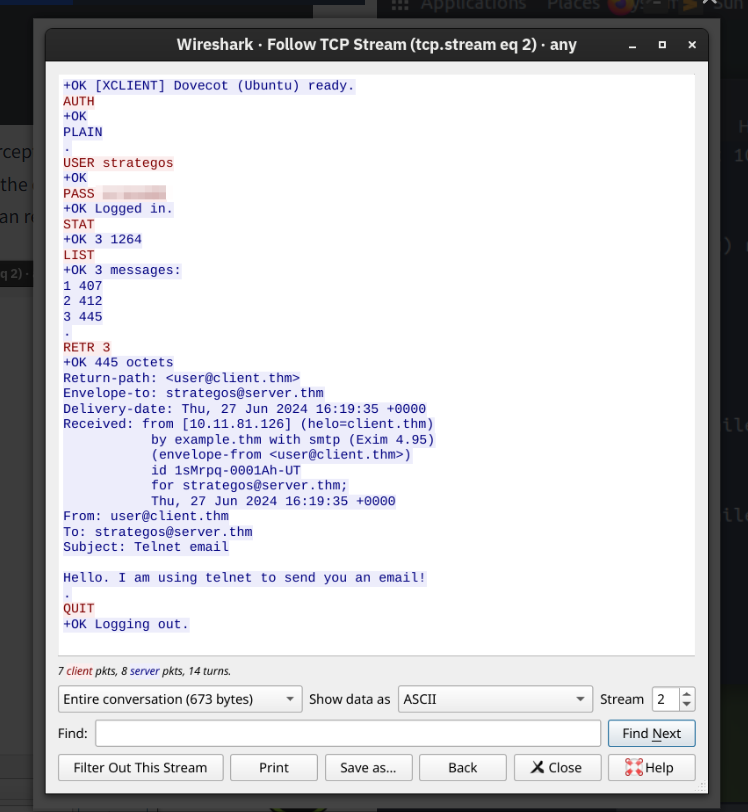 Applications Places Sun
Wireshark · Follow TCP Stream (tcp.stream eq 2) · any
+OK [XCLIENT] Dovecot (Ubuntu) ready.
AUTH
+OK
PLAIN
.
USER strategos
+OK
PASS
+OK Logged in.
STAT
+OK 3 1264
LIST
+OK 3 messages:
1 407
2 412
3 445
.
RETR 3
+OK 445 octets
Return-path: <user@client.thm>
Envelope-to: strategos@server.thm
Delivery-date: Thu, 27 Jun 2024 16:19:35 +0000
Received: from [10.11.81.126] (helo=client.thm)
by example.thm with smtp (Exim 4.95)
(envelope-from <user@client.thm>)
id 1sMrpq-0001Ah-UT
for strategos@server.thm;
Thu, 27 Jun 2024 16:19:35 +0000
From: user@client.thm
To: strategos@server.thm
Subject: Telnet email
Hello. I am using telnet to send you an email!
.
QUIT
+OK Logging out.
7 client pkts, 8 server pkts, 14 turns.
Entire conversation (673 bytes) Show data as ASCII Stream 2
Find: Find Next
Filter Out This Stream Print Save as... Back Close Help